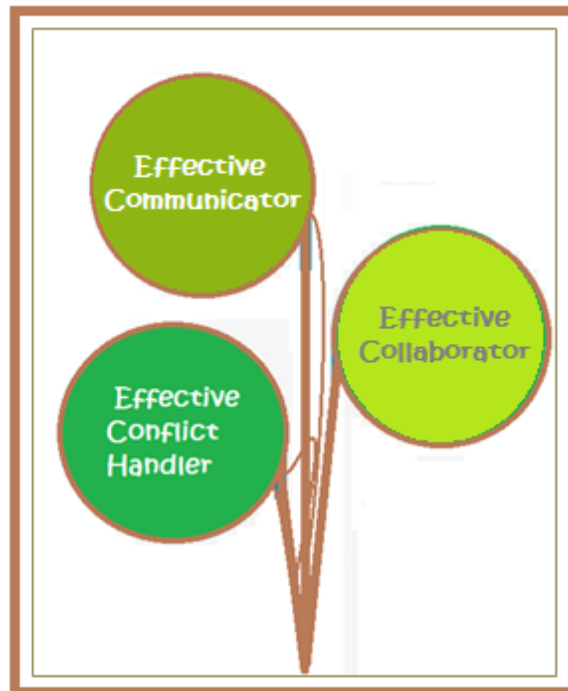 Effective
Communicator
Effective
Collaborator
Effective
Conflict
Handler